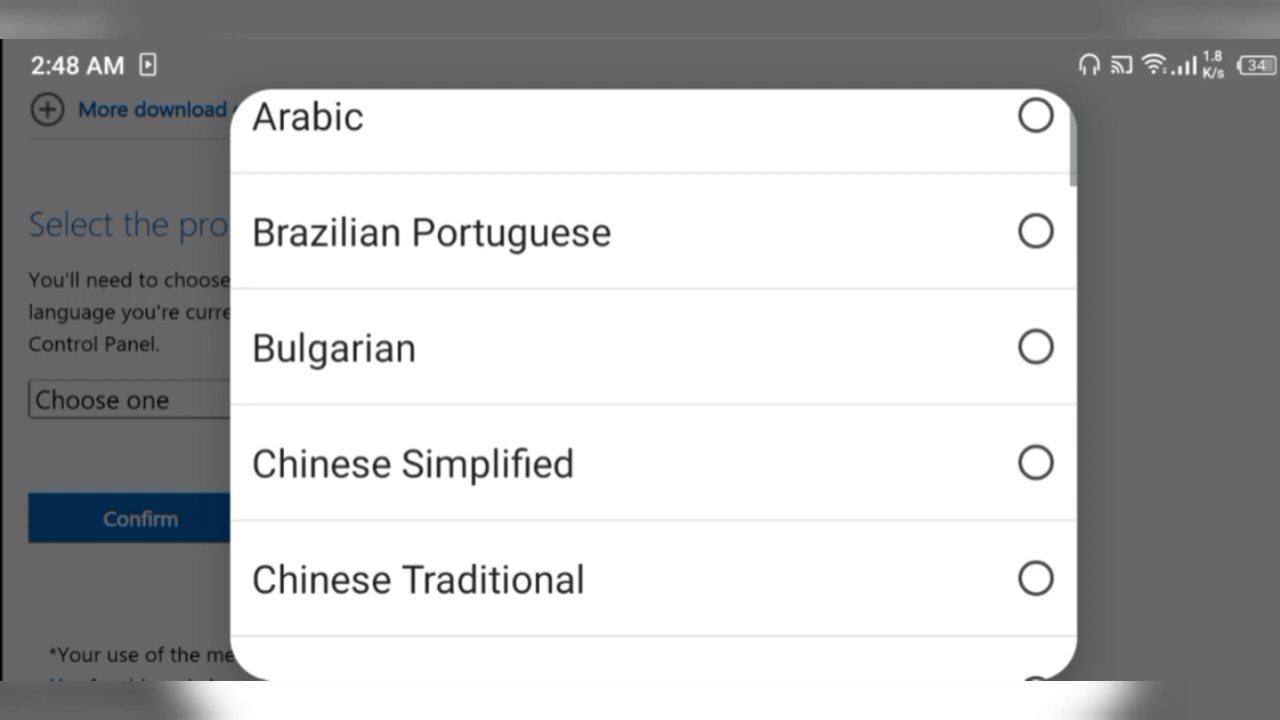 2:48 AM
1.8
K/s
34
More download
Arabic
Select the pro
Brazilian Portuguese
You'll need to choose
language you're curre
Control Panel.
Bulgarian
Choose one
Chinese Simplified
Confirm
Chinese Traditional
*Your use of the me